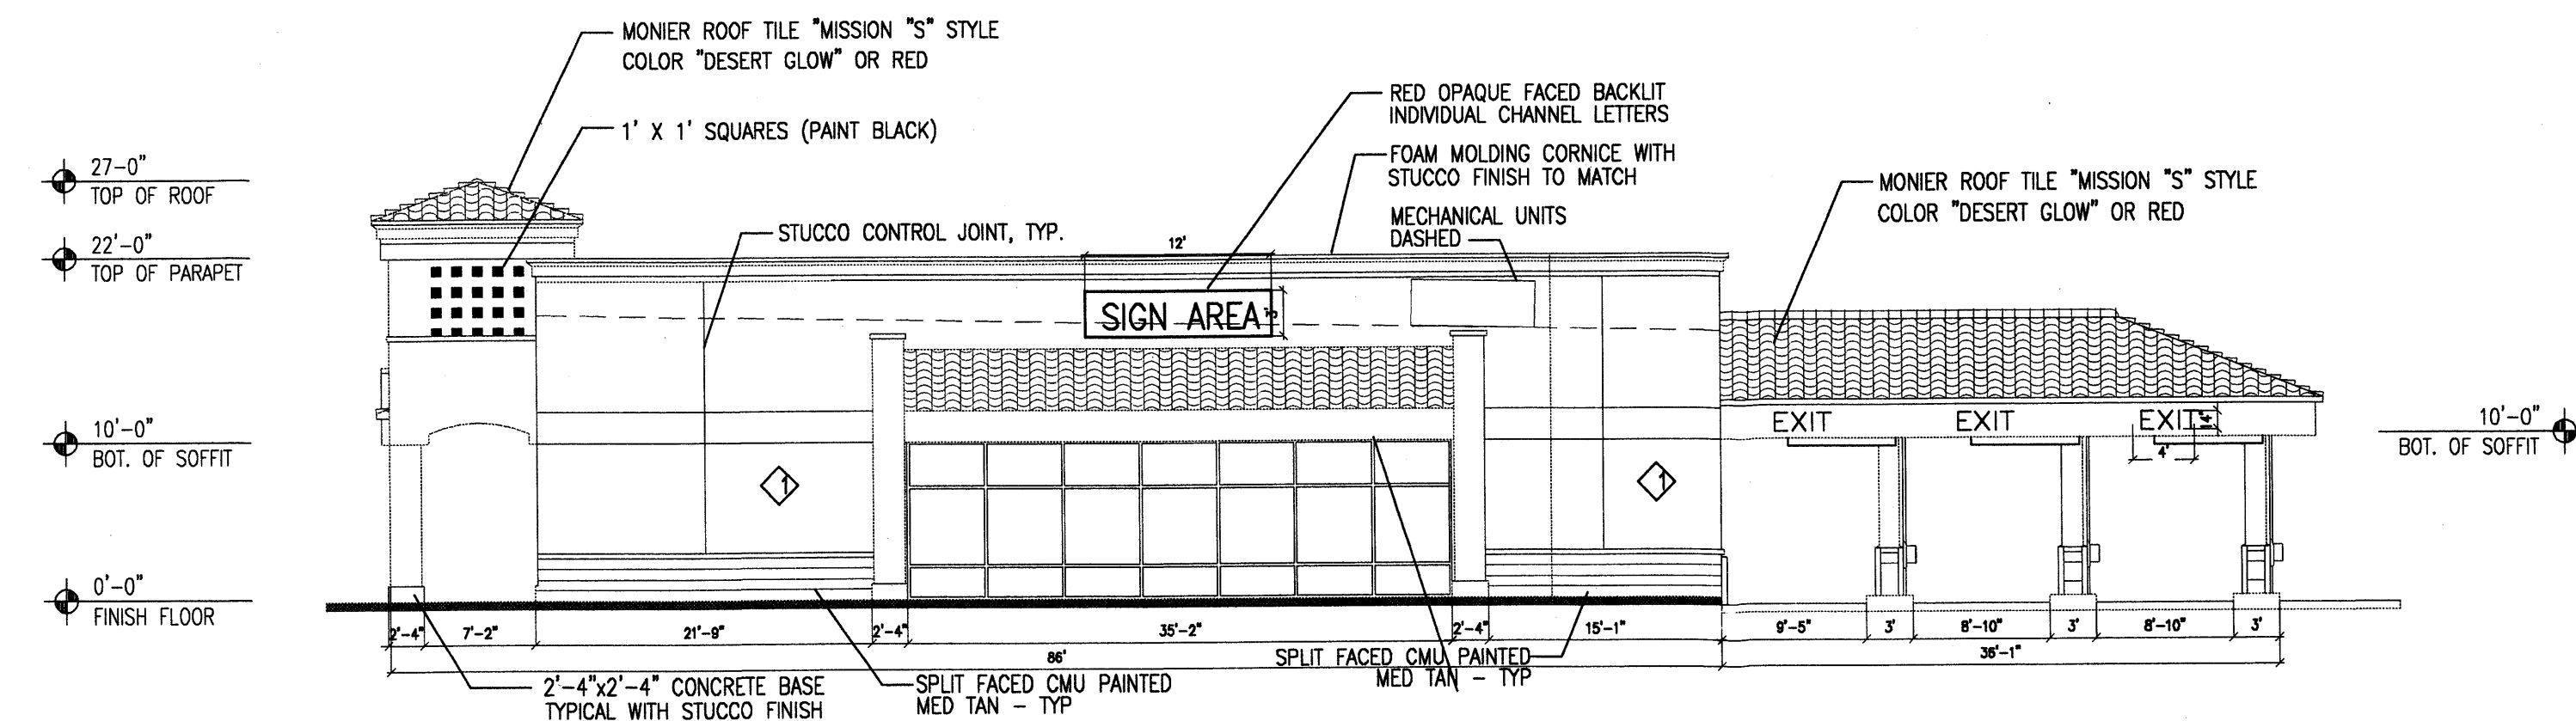 MONIER ROOF TILE "MISSION "S" STYLE
COLOR "DESERT GLOW" OR RED
1' X 1' SQUARES (PAINT BLACK)
RED OPAQUE FACED BACKLIT
INDIVIDUAL CHANNEL LETTERS
FOAM MOLDING CORNICE WITH
STUCCO FINISH TO MATCH
MECHANICAL UNITS
DASHED
MONIER ROOF TILE "MISSION "S" STYLE
COLOR "DESERT GLOW" OR RED
27-0"
TOP OF ROOF
22'-0"
TOP OF PARAPET
STUCCO CONTROL JOINT, TYP.
12'
SIGN AREA
3'
10'-0"
BOT. OF SOFFIT
EXIT
EXIT
EXIT
14"
4'
10'-0"
BOT. OF SOFFIT
1
1
0'-0"
FINISH FLOOR
2'-4"
7'-2"
21'-9"
2'-4"
35'-2"
2'-4"
15'-1"
9'-5"
3'
8'-10"
3'
8'-10"
3'
86'
36'-1"
2'-4"x2'-4" CONCRETE BASE
TYPICAL WITH STUCCO FINISH
SPLIT FACED CMU PAINTED
MED TAN - TYP
SPLIT FACED CMU PAINTED
MED TAN - TYP